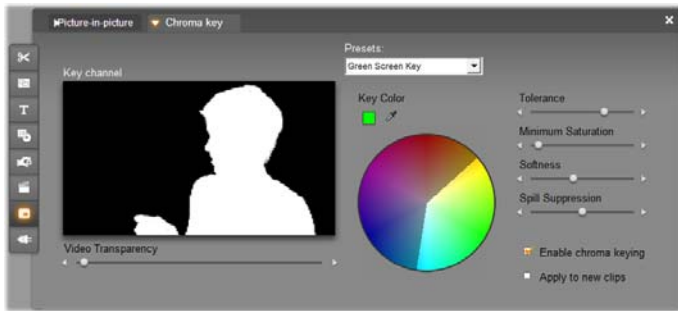 Picture-in-picture
Chroma key
Presets:
Green Screen Key
Key channel
Key Color
Tolerance
Minimum Saturation
Softness
Spill Suppression
Video Transparency
Enable chroma keying
Apply to new clips
T